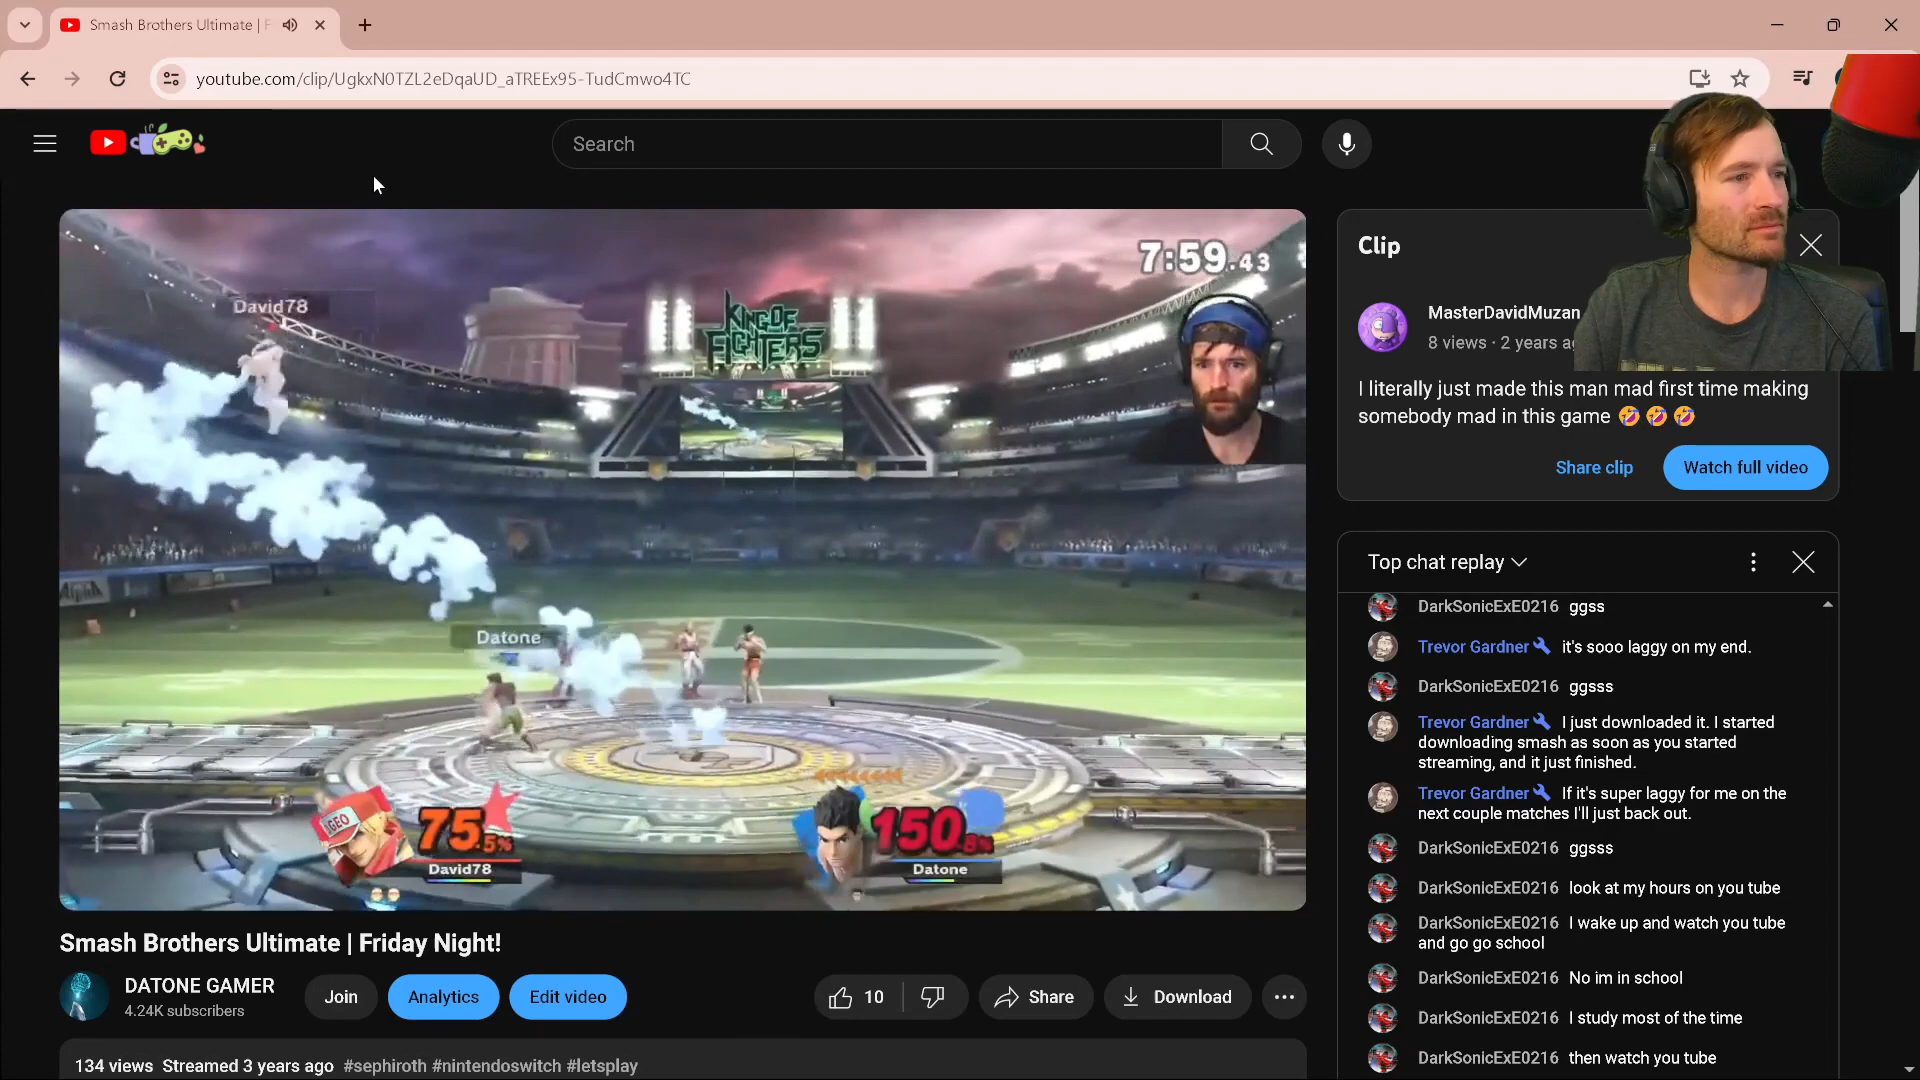 Smash Brothers Ultimate | F
youtube.com/clip/UgkxN0TZL2eDqaUD_aTREEx95-TudCmwo4TC
Search
David78
7:59.43
KING OF FIGHTERS
Datone
Alpha
GEO
75.5%
David78
150.8%
Datone
Clip
MasterDavidMuzan
8 views · 2 years
I literally just made this man mad first time making
somebody mad in this game 🤣 🤣 🤣
Share clip
Watch full video
Top chat replay
DarkSonicExE0216 ggss
Trevor Gardner it's sooo laggy on my end.
DarkSonicExE0216 ggsss
Trevor Gardner I just downloaded it. I started
downloading smash as soon as you started
streaming, and it just finished.
Trevor Gardner If it's super laggy for me on the
next couple matches I'll just back out.
DarkSonicExE0216 ggsss
DarkSonicExE0216 look at my hours on you tube
DarkSonicExE0216 I wake up and watch you tube
and go go school
DarkSonicExE0216 No im in school
DarkSonicExE0216 I study most of the time
DarkSonicExE0216 then watch you tube
Smash Brothers Ultimate | Friday Night!
DATONE GAMER
4.24K subscribers
Join
Analytics
Edit video
10
Share
Download
134 views Streamed 3 years ago #sephiroth #nintendoswitch #letsplay